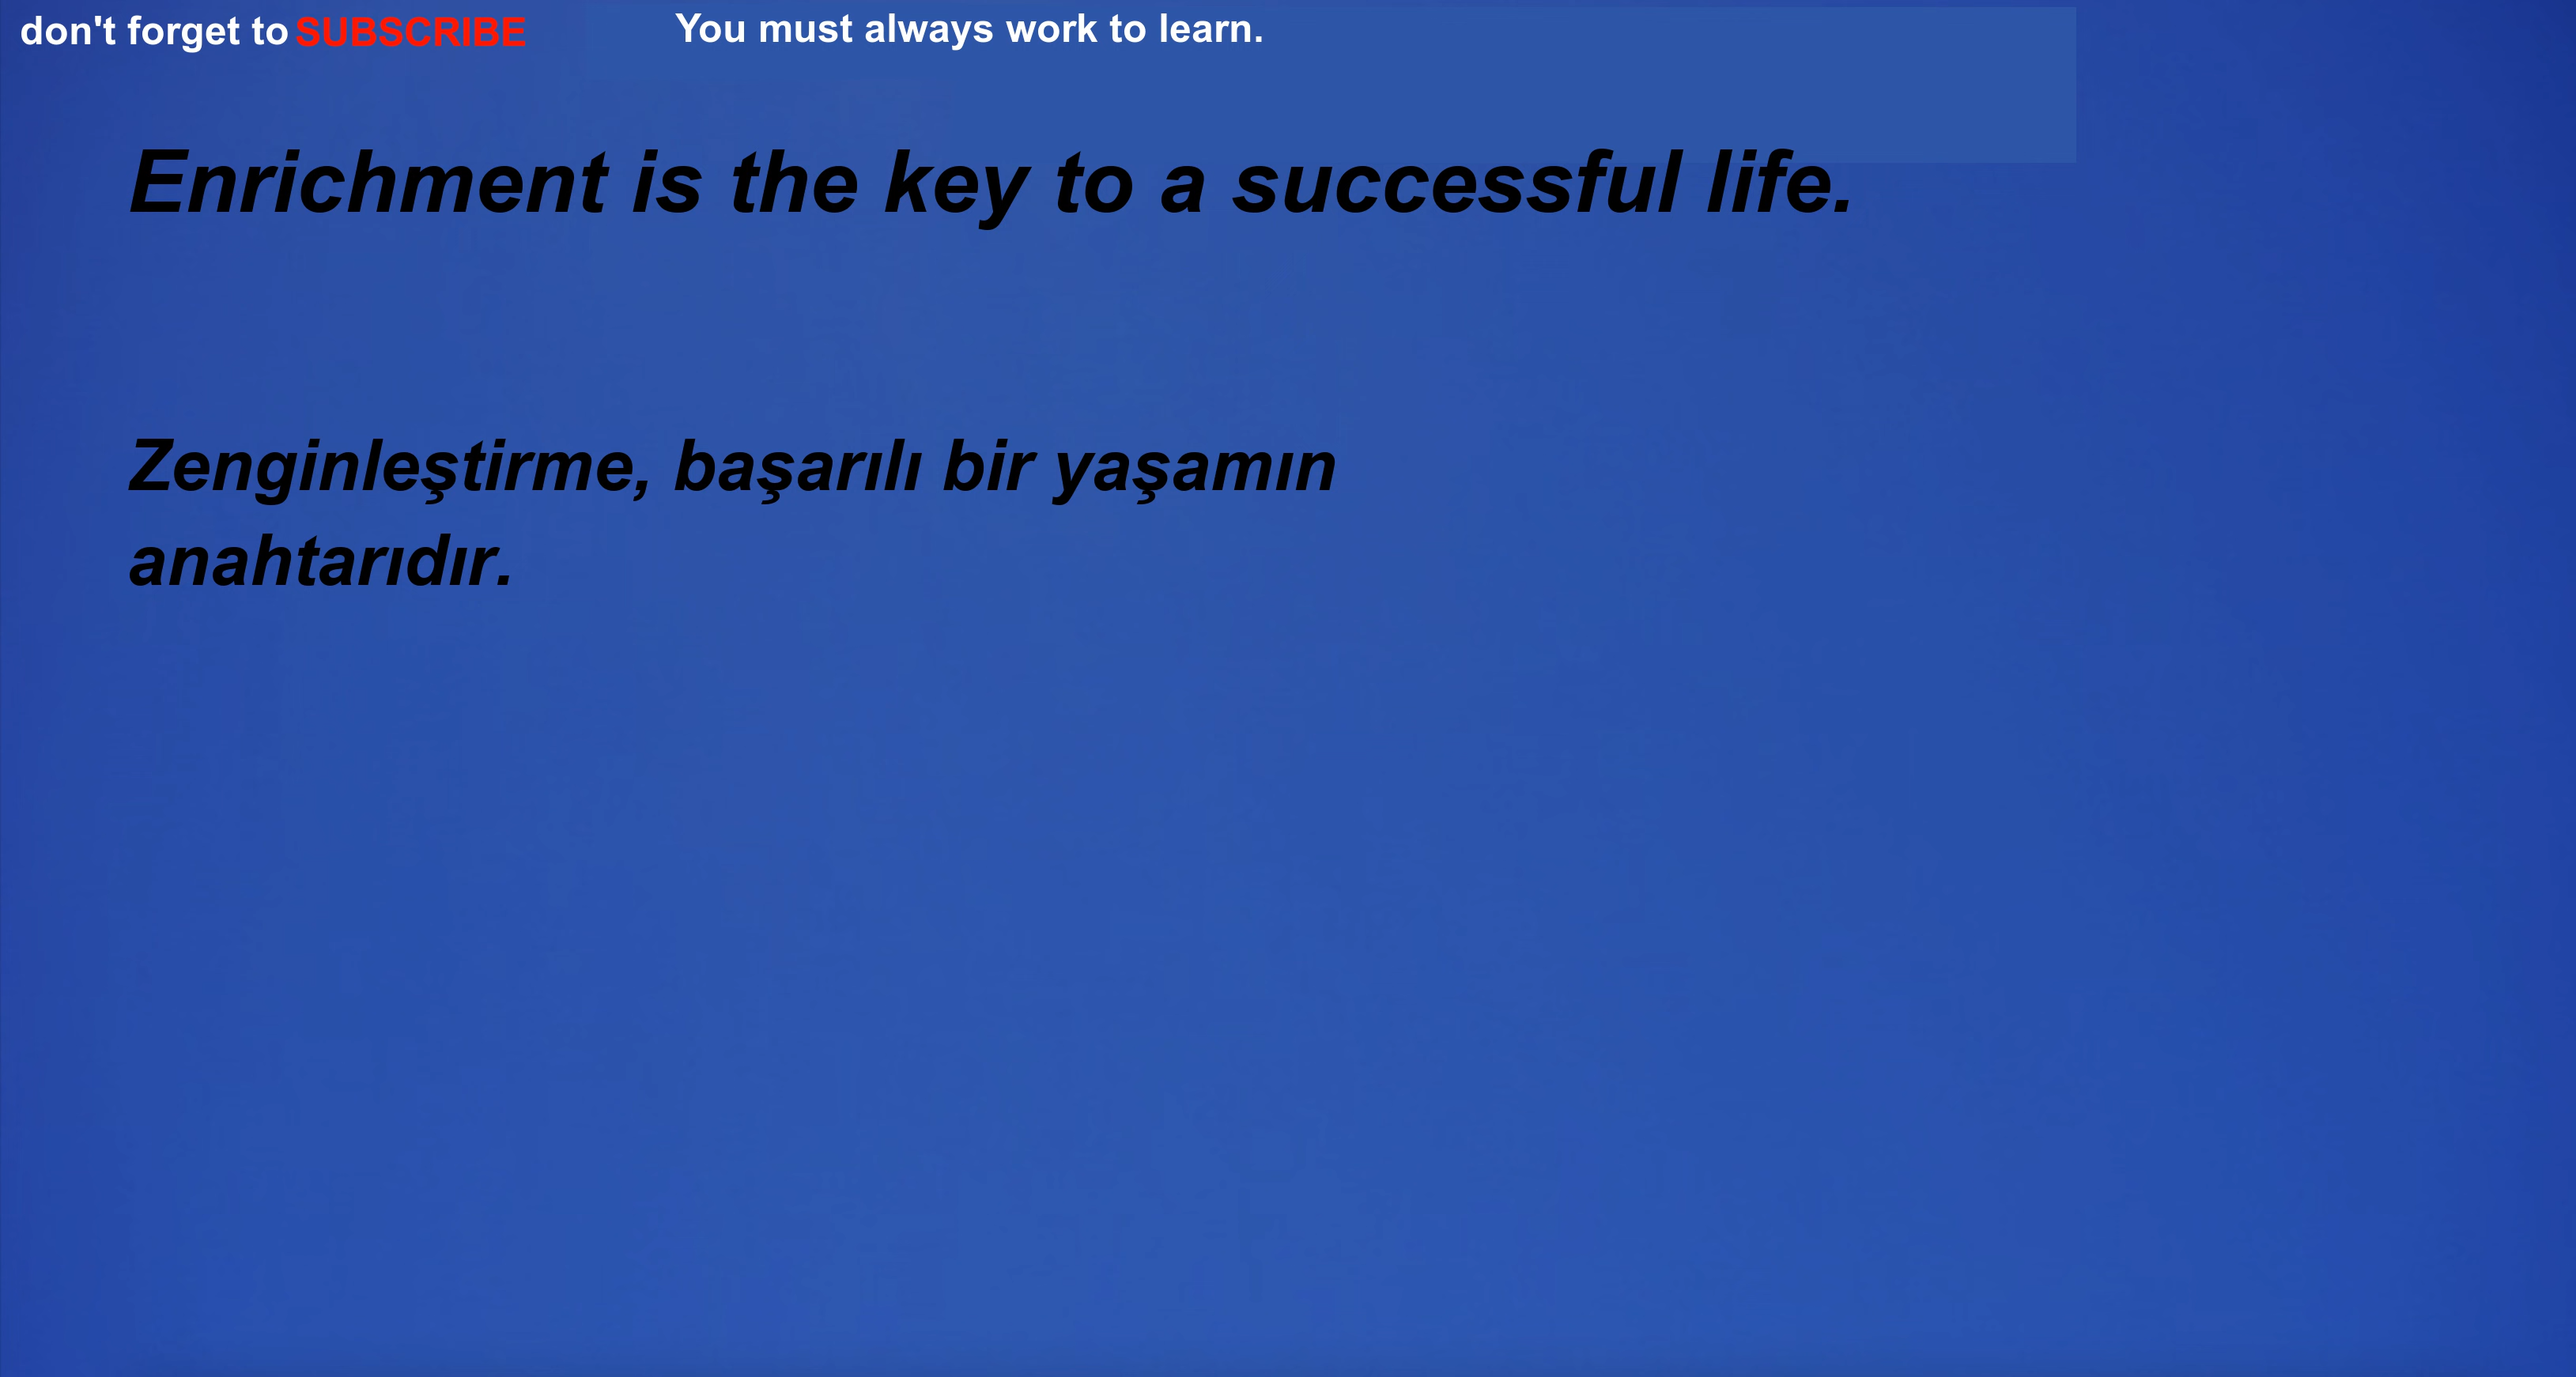 don't forget to SUBSCRIBE
You must always work to learn.
Enrichment is the key to a successful life.
Zenginleştirme, başarılı bir yaşamın
anahtarıdır.